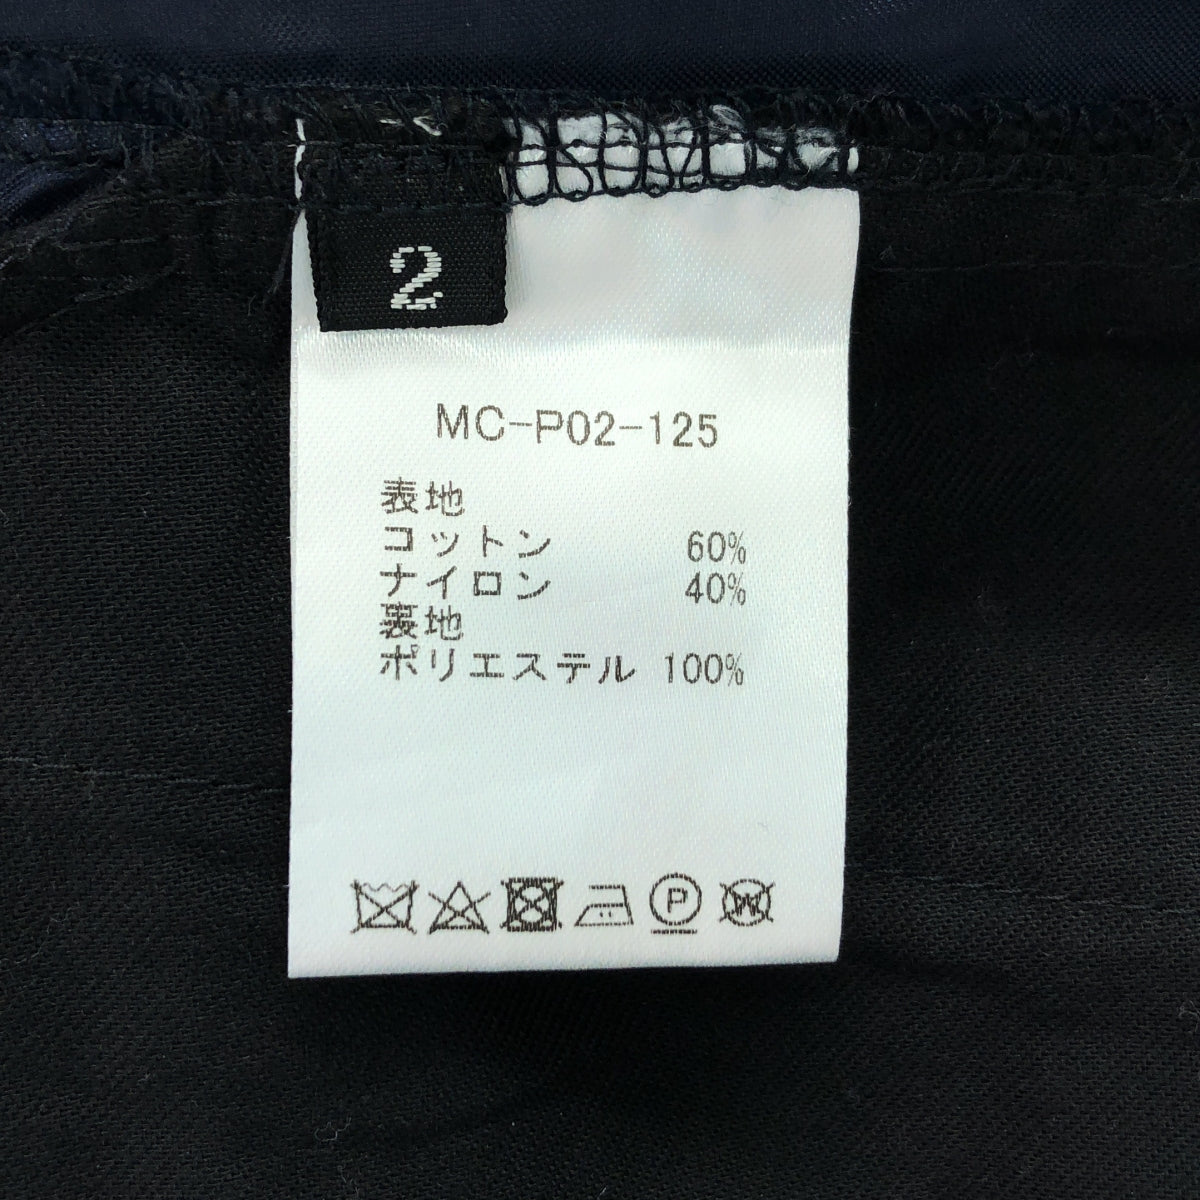 2
MC-P02-125
表地
コットン 60%
ナイロン 40%
裏地
ポリエステル 100%
P W